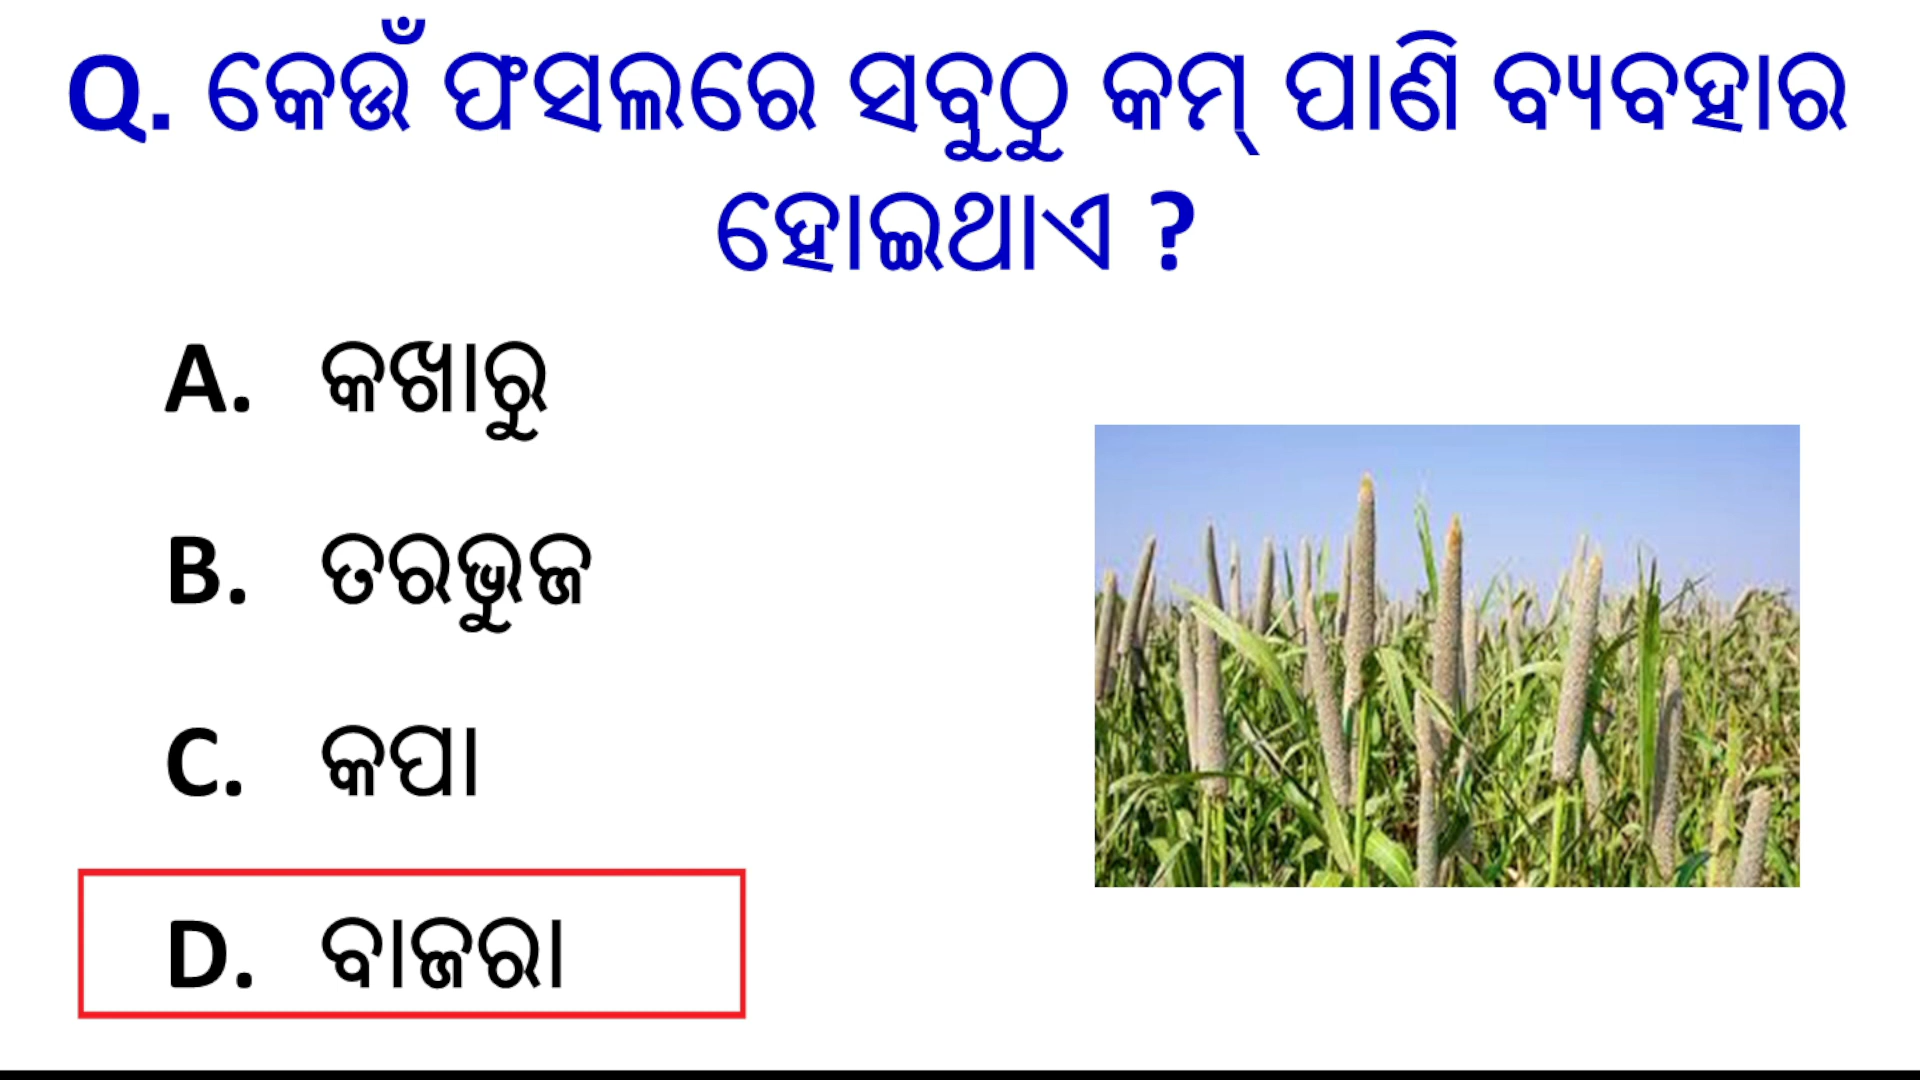 Q. କେଉଁ ଫସଲରେ ସବୁଠୁ କମ୍ ପାଣି ବ୍ୟବହାର
ହୋଇଥାଏ ?
A. କଖାରୁ
B. ତରଭୁଜ
C. କପା
D. ବାଜରା